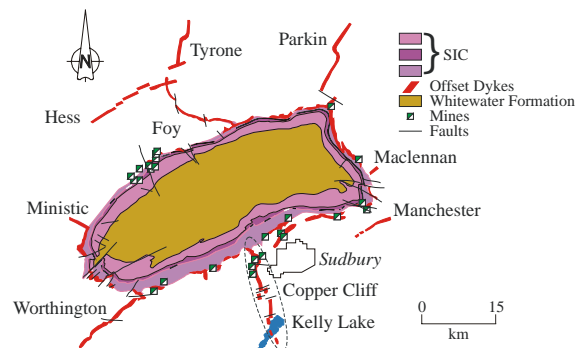 Tyrone
Parkin
SIC
N
Offset Dykes
Whitewater Formation
Mines
Faults
Hess
Foy
Maclennan
Ministic
Manchester
Sudbury
Copper Cliff
Worthington
0 15
Kelly Lake
km